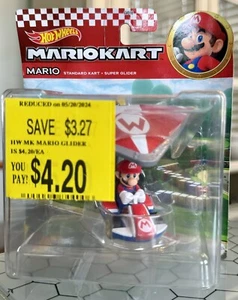 Hot Wheels
MARIOKART
MARIO
STANDARD KART • SUPER GLIDER
REDUCED on 05/20/2024
SAVE $3.27
HW MK MARIO GLIDER
1S $4.20/EA
YOU
PAY!
$4.20
M
M